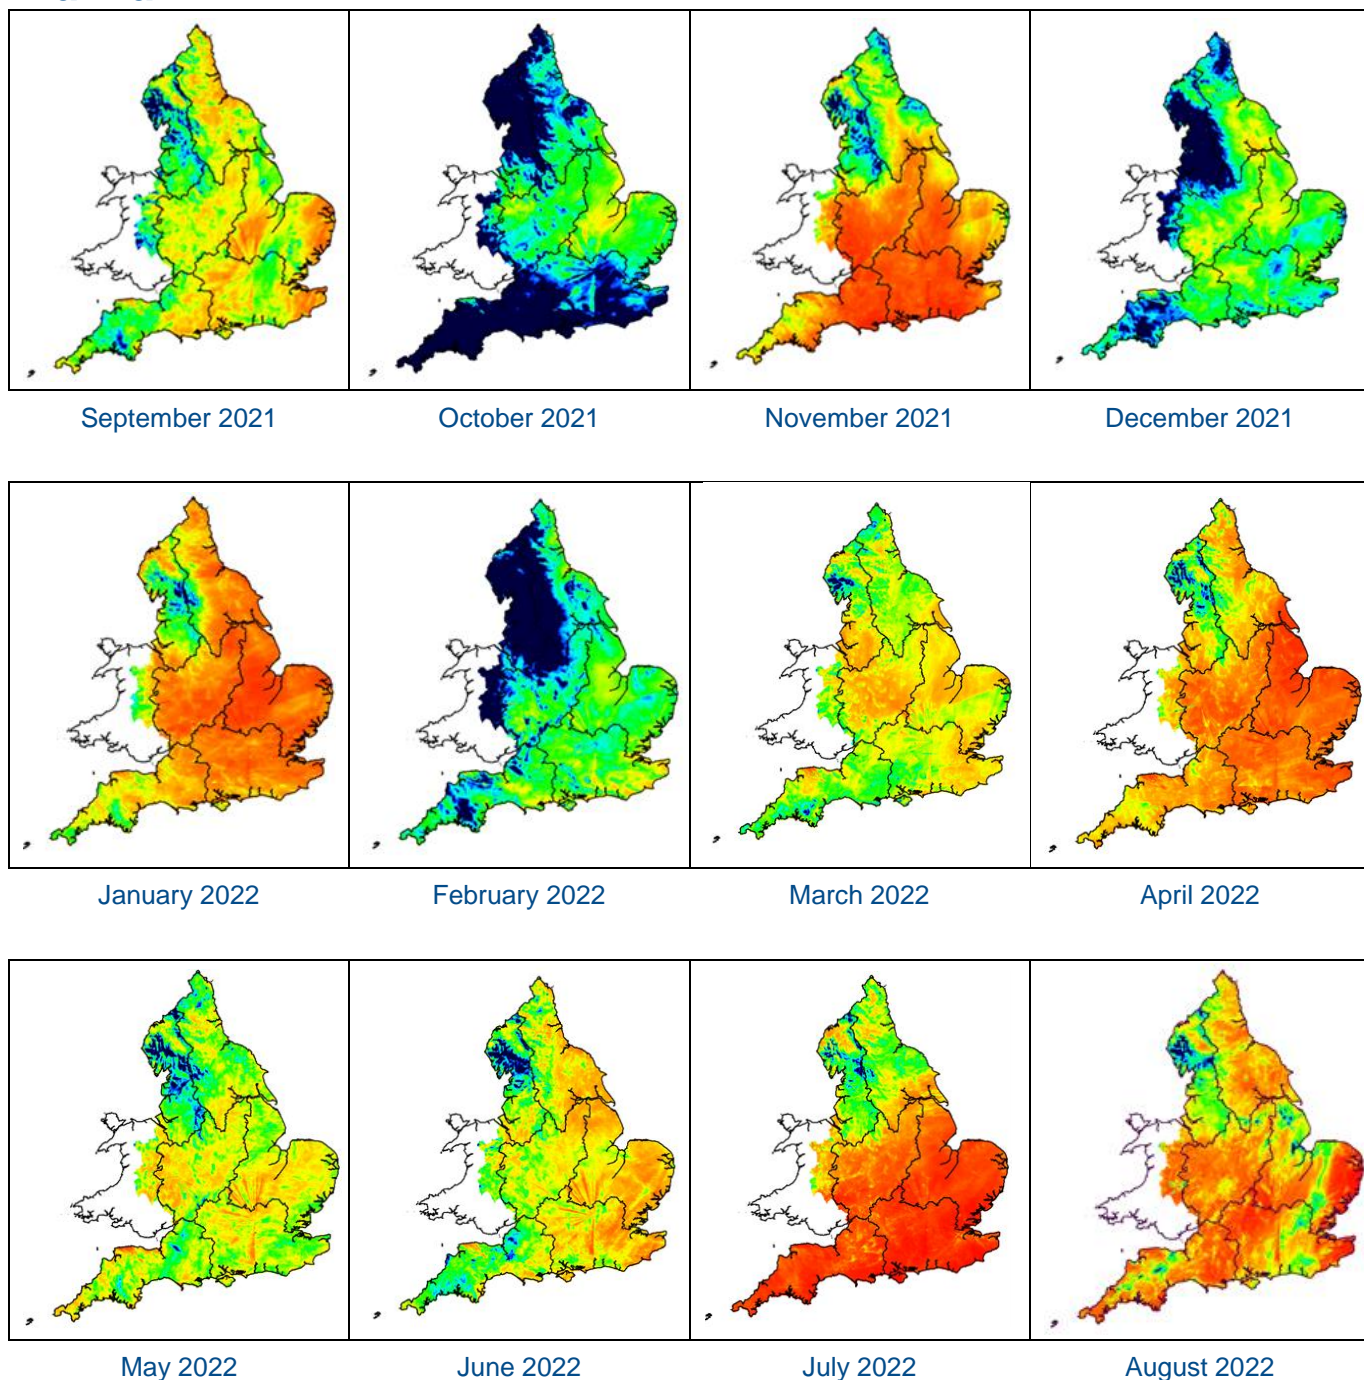 September 2021
October 2021
November 2021
December 2021
January 2022
February 2022
March 2022
April 2022
May 2022
June 2022
July 2022
August 2022